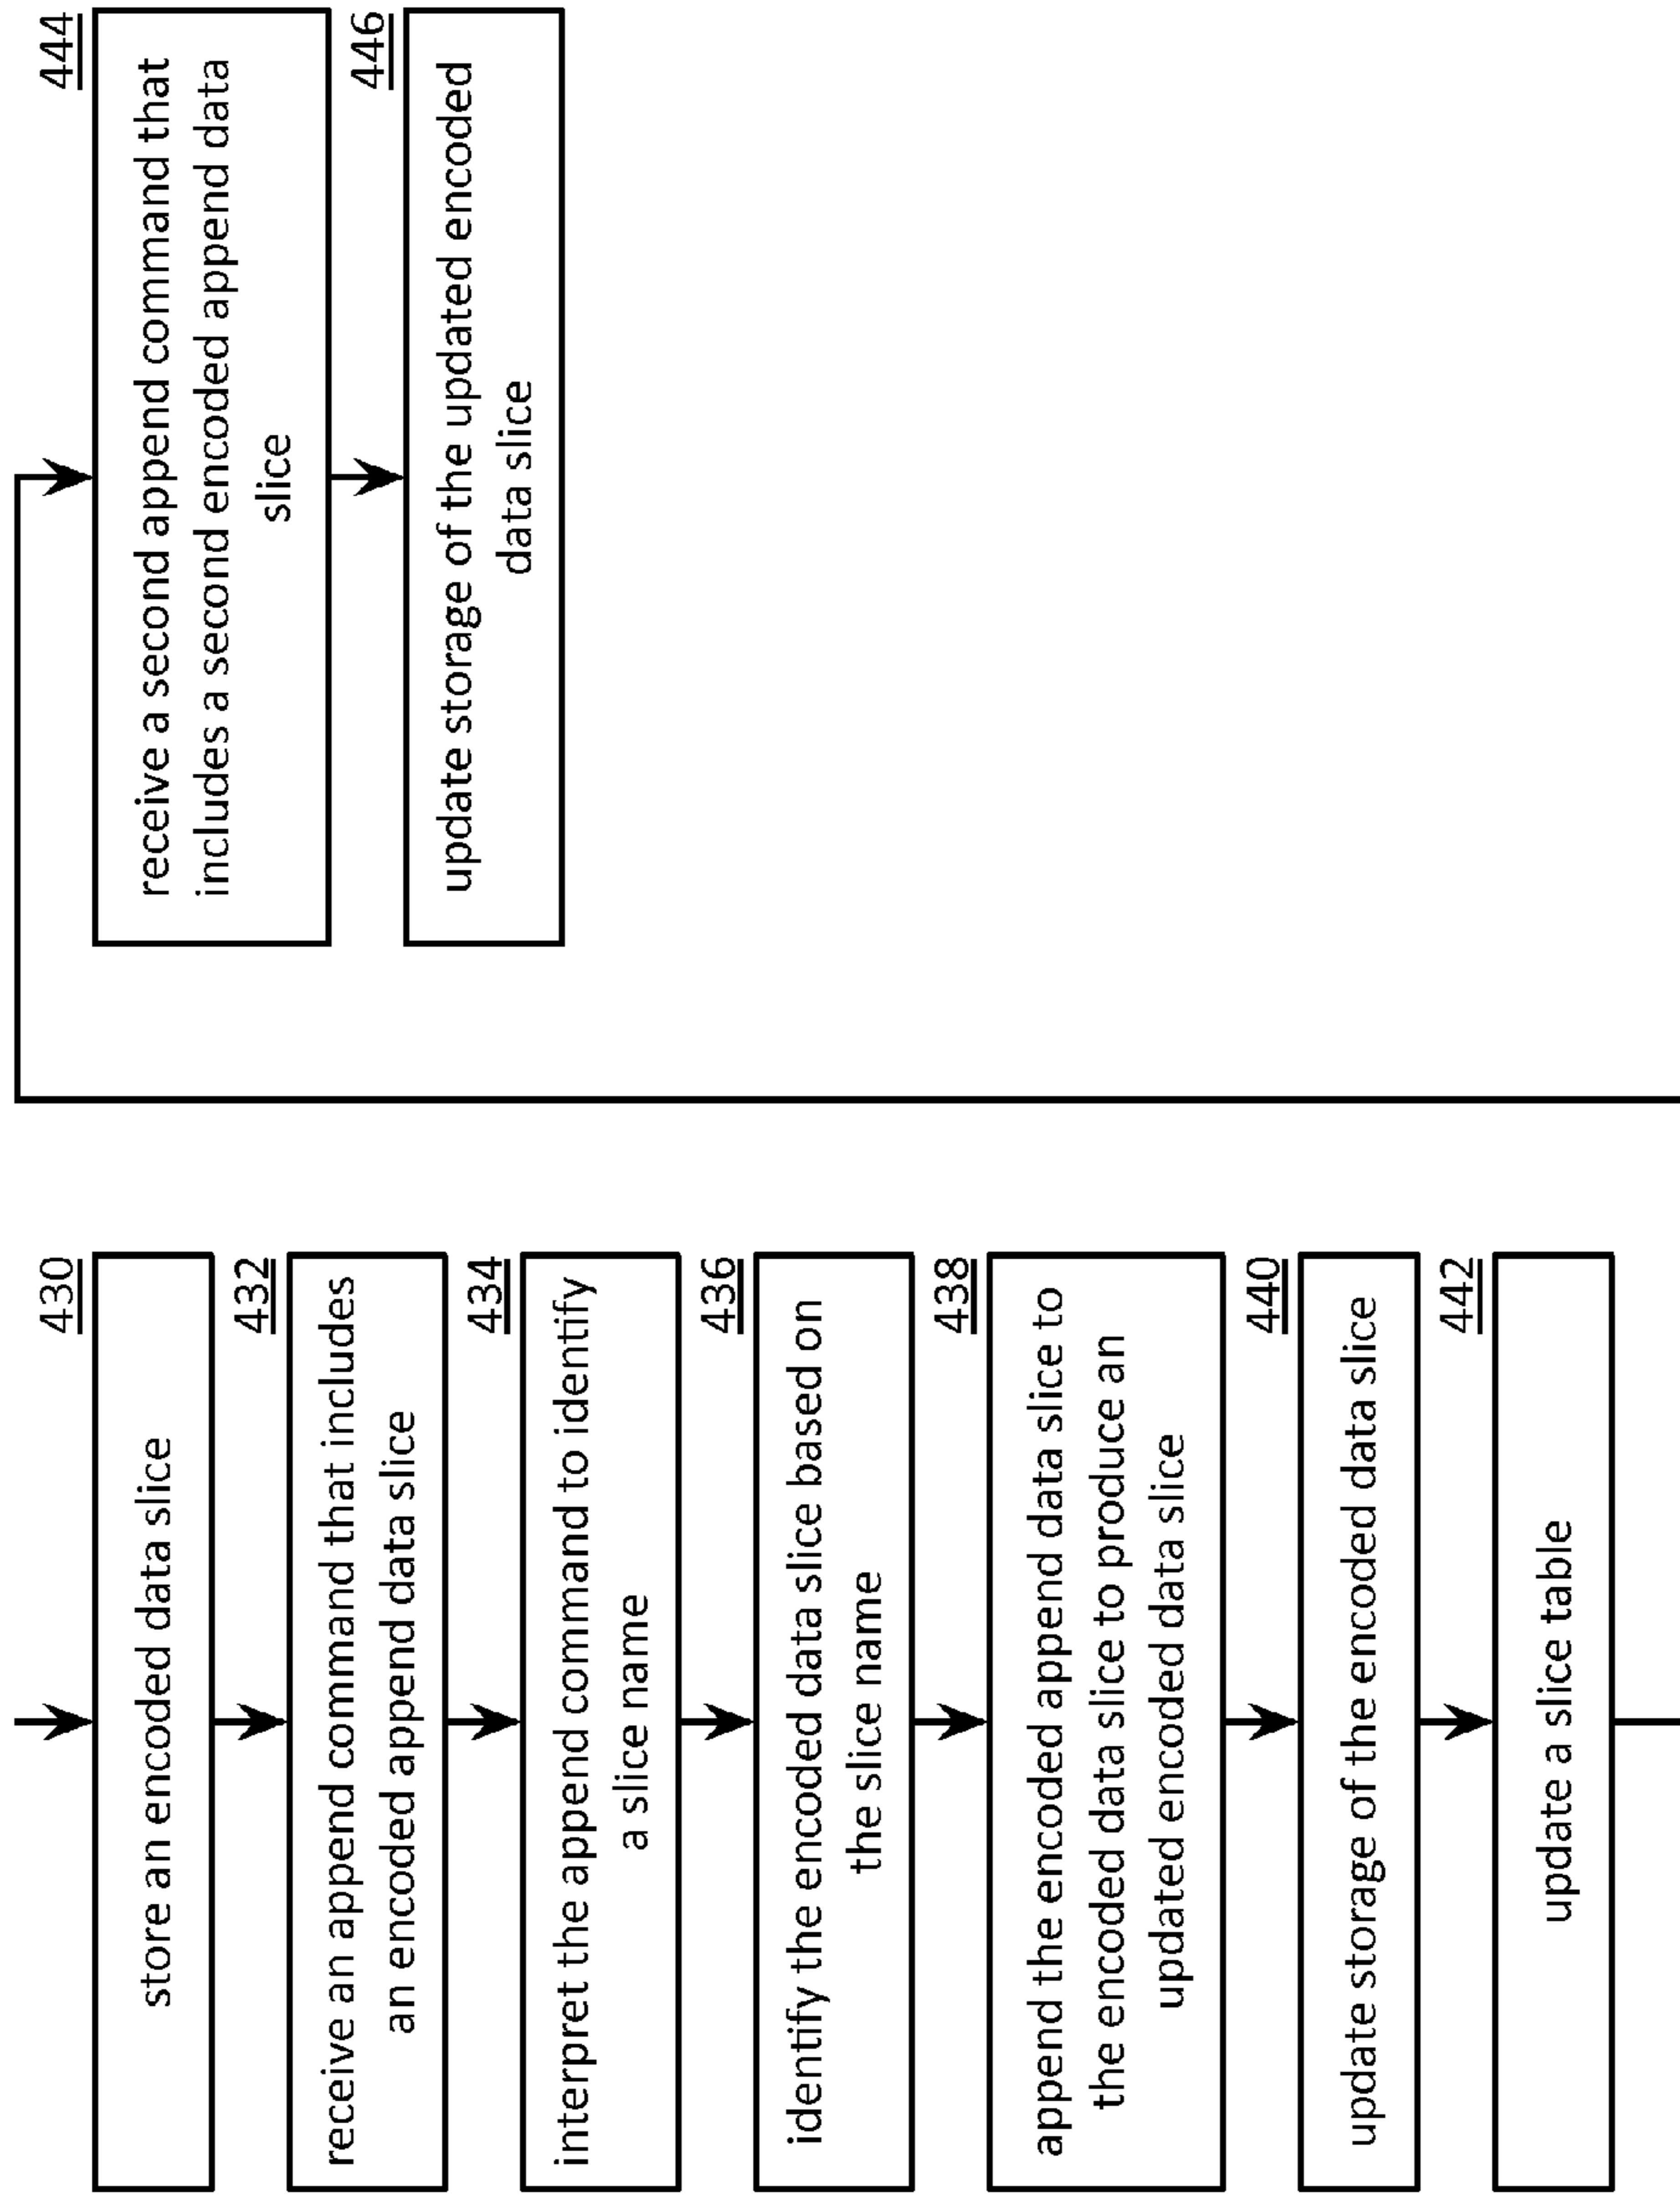 430
store an encoded data slice
432
receive an append command that includes
an encoded append data slice
434
interpret the append command to identify
a slice name
436
identify the encoded data slice based on
the slice name
438
append the encoded append data slice to
the encoded data slice to produce an
updated encoded data slice
440
update storage of the encoded data slice
442
update a slice table
444
receive a second append command that
includes a second encoded append data
slice
446
update storage of the updated encoded
data slice